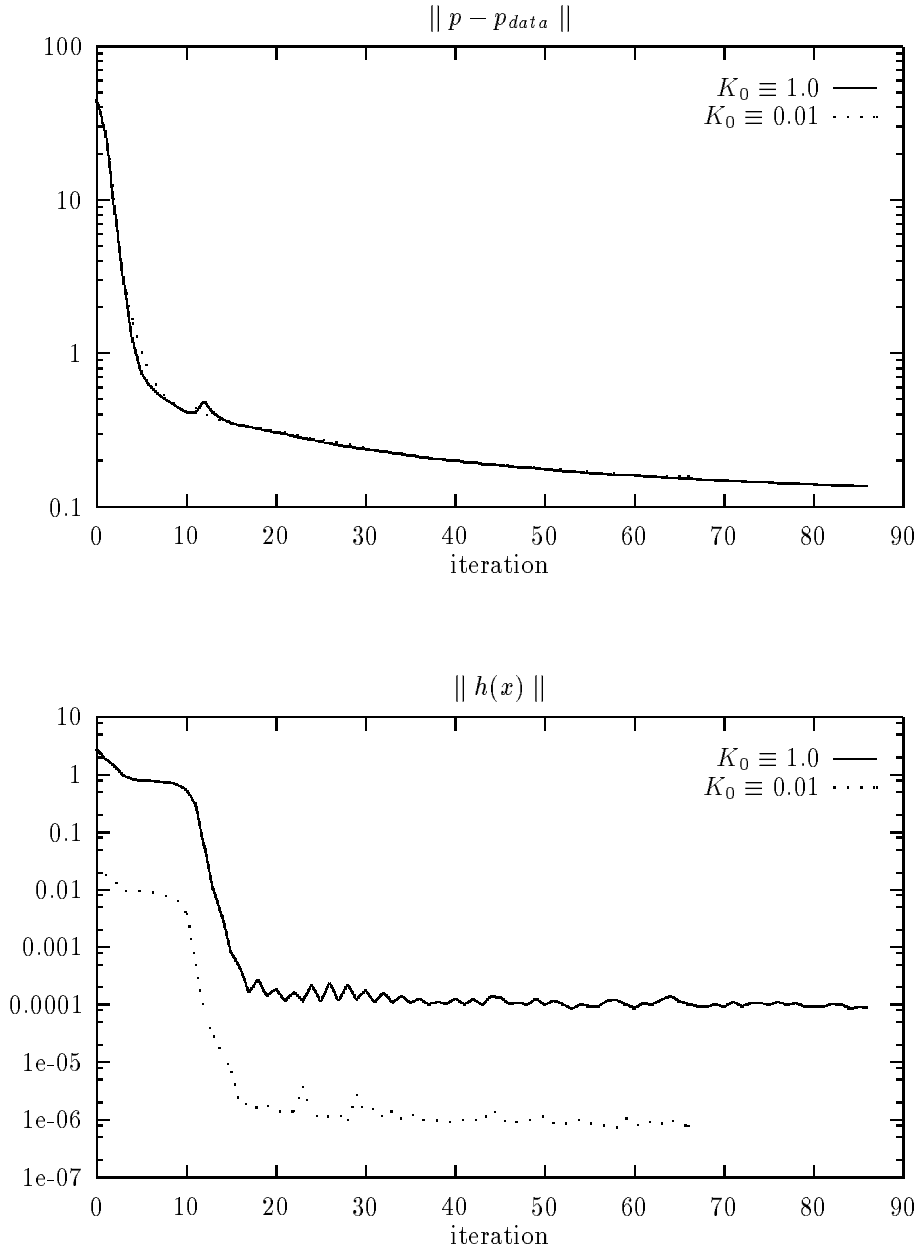 ‖ p − p_data ‖
100
K₀ ≡ 1.0
K₀ ≡ 0.01
10
1
0.1
0 10 20 30 40 50 60 70 80 90
iteration
‖ h(x) ‖
10
K₀ ≡ 1.0
1
K₀ ≡ 0.01
0.1
0.01
0.001
0.0001
1e-05
1e-06
1e-07
0 10 20 30 40 50 60 70 80 90
iteration